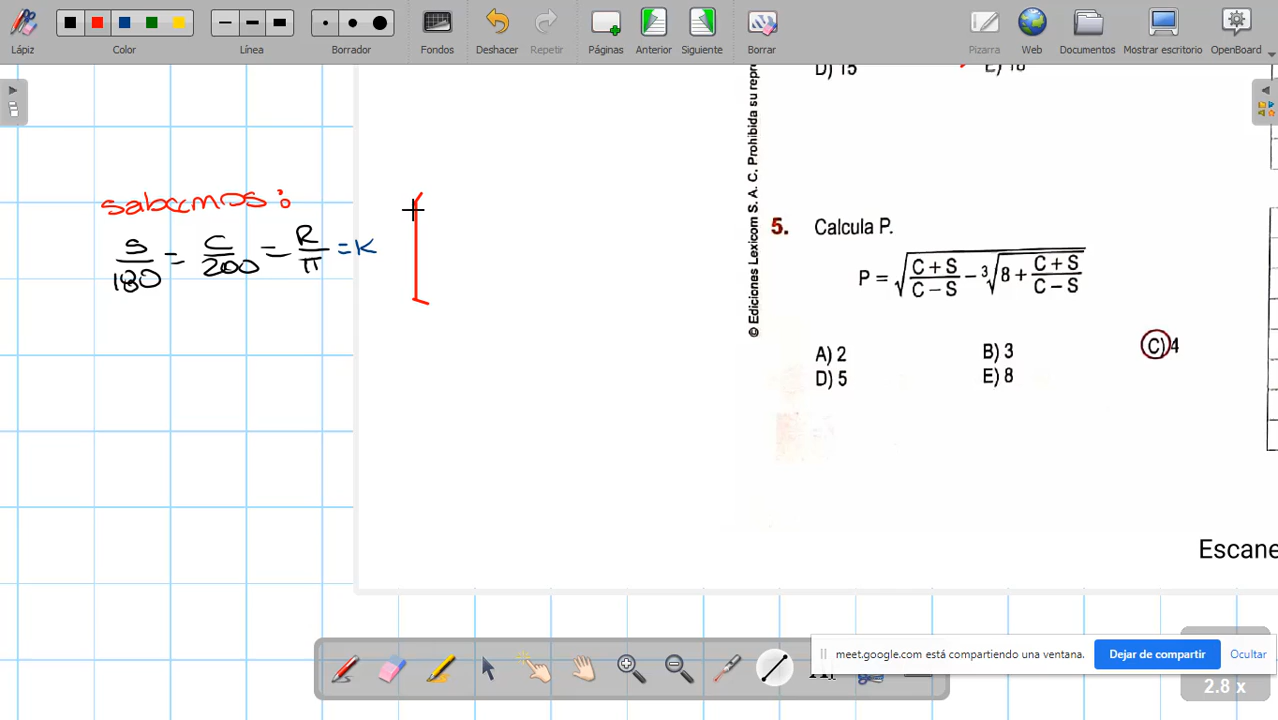 Lápiz
Color
Línea
Borrador
Fondos
Deshacer
Repetir
Páginas
Anterior
Siguiente
Borrar
Pizarra
Web
Documentos
Mostrar escritorio
OpenBoard
D) 15
sabemos:
S/180 = C/200 = R/π = K
© Ediciones Lexicom S. A. C. Prohibida su repro
5. Calcula P.
P = √((C + S)/(C − S) − ³√(8 + (C + S)/(C − S)))
A) 2 B) 3 C) 4
D) 5 E) 8
Escane
meet.google.com está compartiendo una ventana.
Dejar de compartir
Ocultar
2.8 x